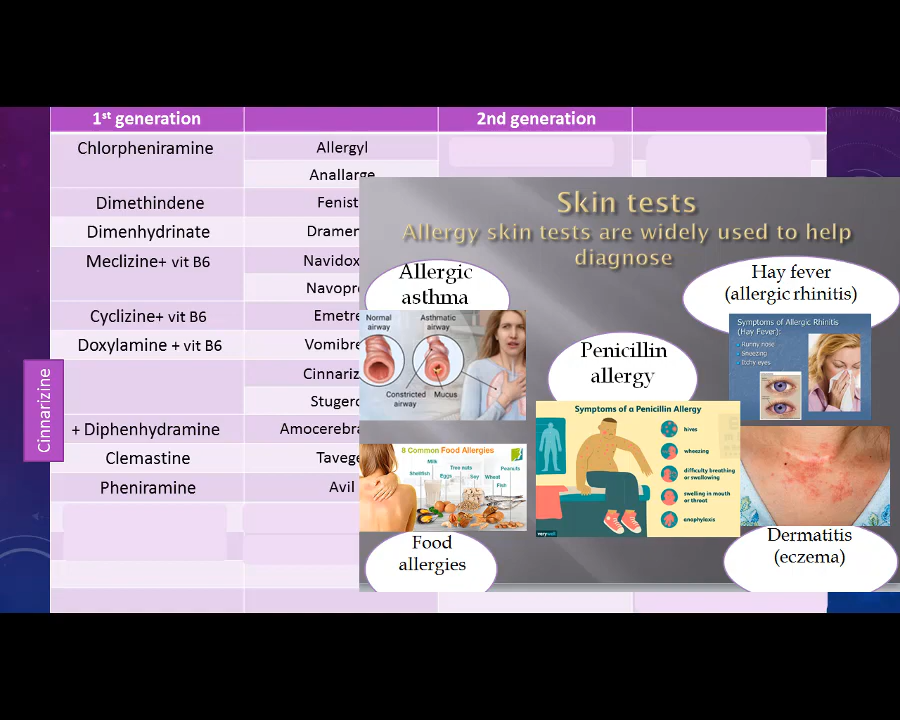 1st generation
2nd generation
Chlorpheniramine
Allergyl
Anallarge
Dimethindene
Fenist
Dimenhydrinate
Dramen
Meclizine+ vit B6
Navidox
Navopre
Cyclizine+ vit B6
Emetre
Doxylamine + vit B6
Vomibre
Cinnarizine
Cinnariz
Stugero
+ Diphenhydramine
Amocerebra
Clemastine
Tavege
Pheniramine
Avil
Skin tests
Allergy skin tests are widely used to help
diagnose
Allergic
asthma
Normal
airway
Asthmatic
airway
Constricted
airway
Mucus
Hay fever
(allergic rhinitis)
Symptoms of Allergic Rhinitis
(Hay Fever):
Runny nose
Sneezing
Itchy eyes
Penicillin
allergy
Symptoms of a Penicillin Allergy
hives
wheezing
difficulty breathing
or swallowing
swelling in mouth
or throat
anaphylaxis
verywell
8 Common Food Allergies
Milk
Shellfish
Eggs
Tree nuts
Soy
Wheat
Peanuts
Fish
Food
allergies
Dermatitis
(eczema)